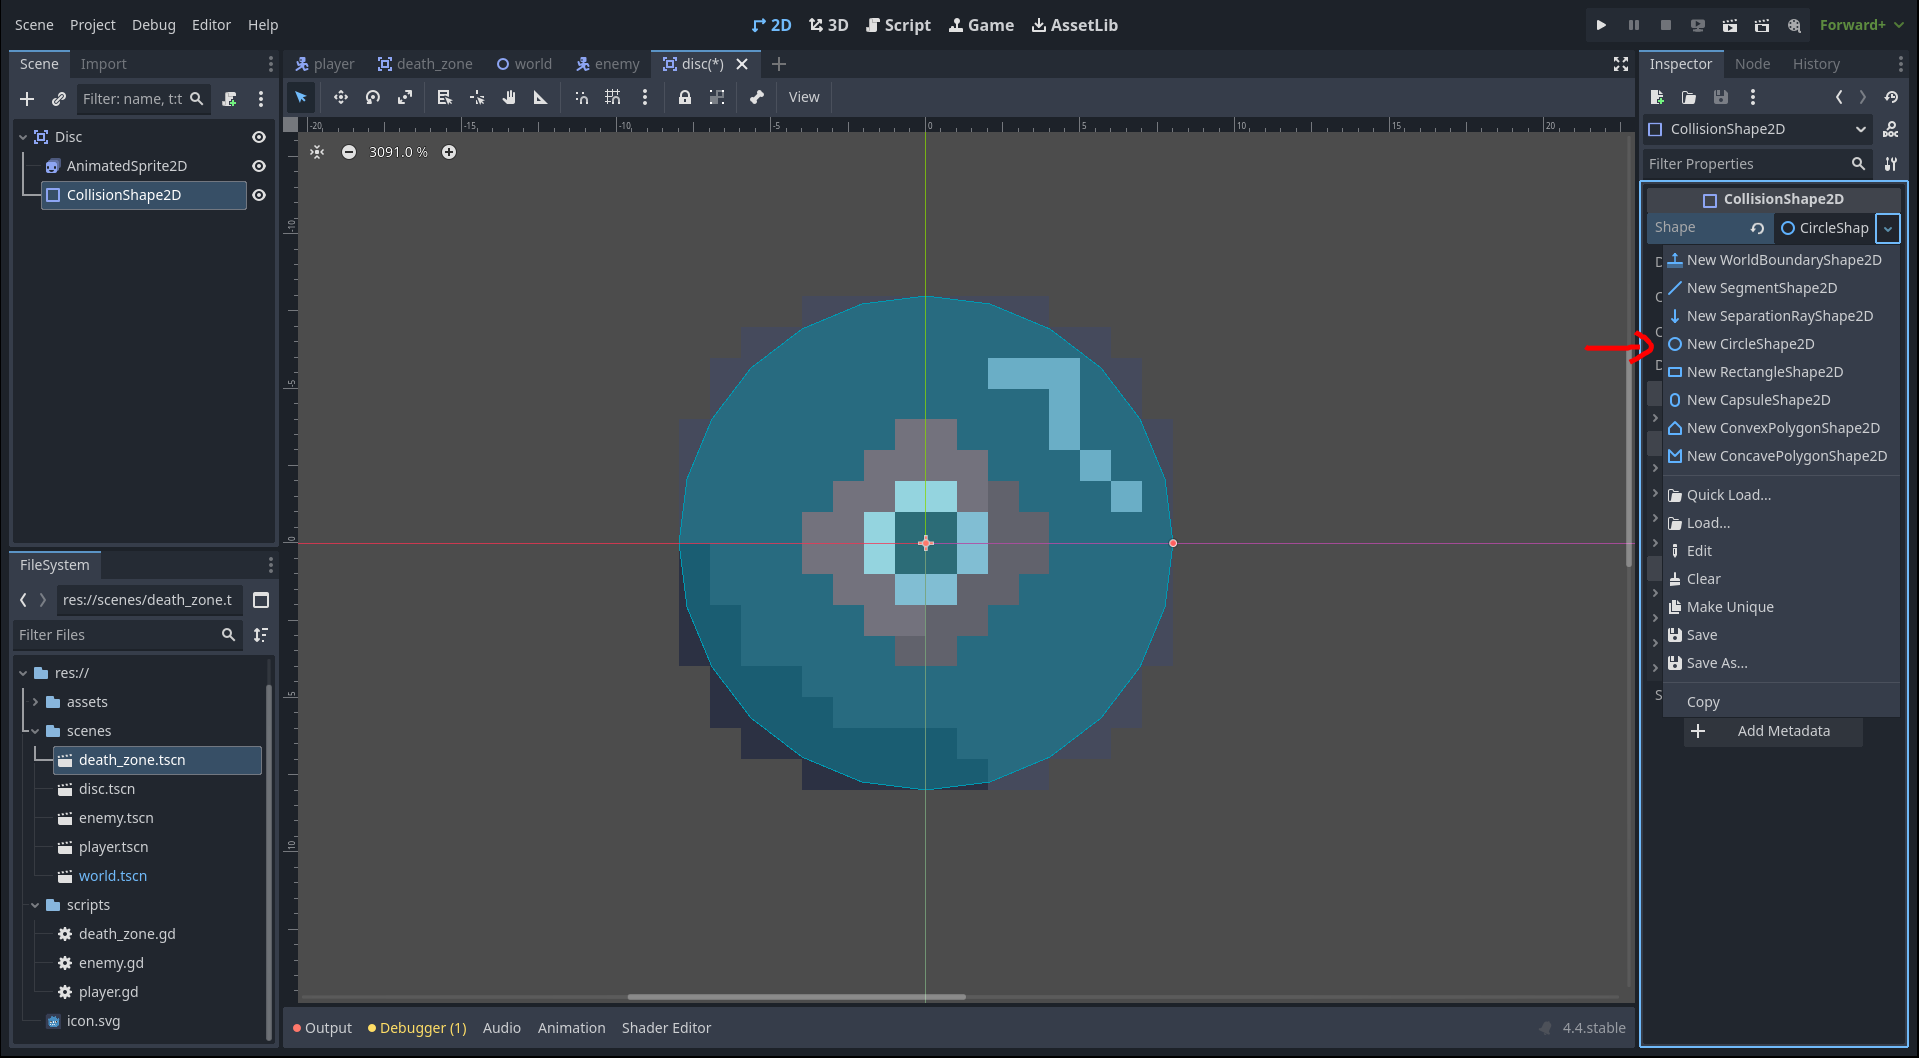 Scene Project Debug Editor Help
2D 3D Script Game AssetLib
Forward+
Scene Import
player death_zone world enemy disc(*)
Inspector Node History
Filter: name, t:t
View
Disc
AnimatedSprite2D
CollisionShape2D
-20 -15 -10 -5 0 5 10 15 20
3091.0 %
-10
-5
0
5
10
CollisionShape2D
Filter Properties
CollisionShape2D
Shape CircleShap
New WorldBoundaryShape2D
New SegmentShape2D
New SeparationRayShape2D
New CircleShape2D
New RectangleShape2D
New CapsuleShape2D
New ConvexPolygonShape2D
New ConcavePolygonShape2D
Quick Load...
Load...
Edit
Clear
Make Unique
Save
Save As...
Copy
Add Metadata
FileSystem
res://scenes/death_zone.t
Filter Files
res://
assets
scenes
death_zone.tscn
disc.tscn
enemy.tscn
player.tscn
world.tscn
scripts
death_zone.gd
enemy.gd
player.gd
icon.svg
Output Debugger (1) Audio Animation Shader Editor
4.4.stable